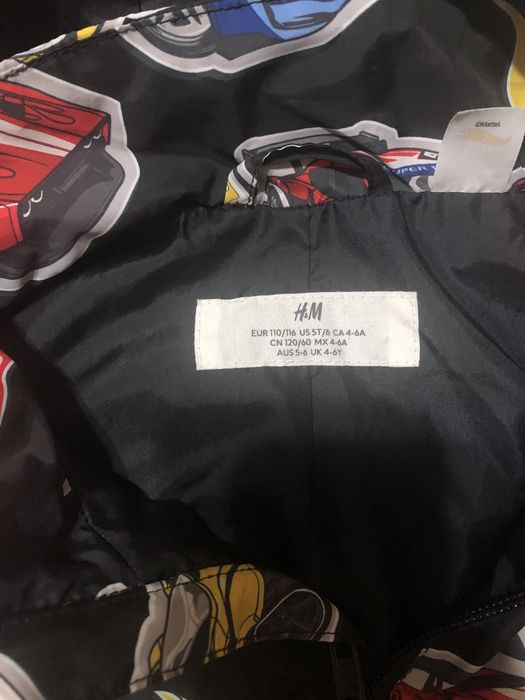 ©Mattel
H&M
EUR 110/116 US 5T/6 CA 4-6A
CN 120/60 MX 4-6A
AUS 5-6 UK 4-6Y